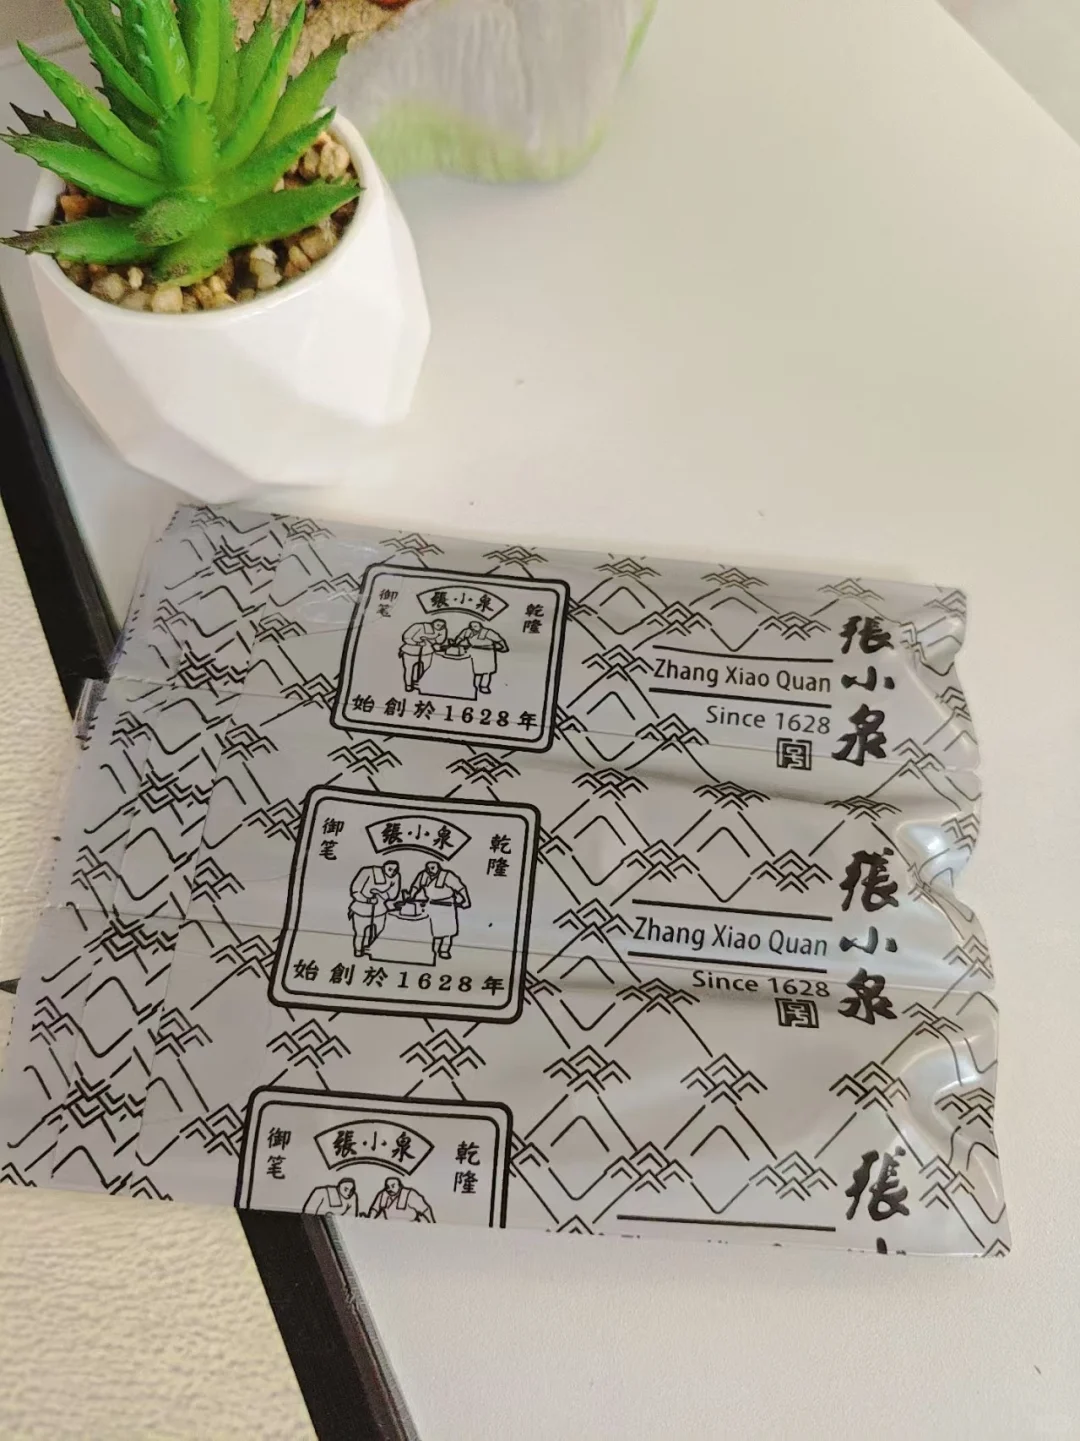 御笔
張小泉
乾隆
始創於1628年
張小泉
Zhang Xiao Quan
Since 1628
御笔
張小泉
乾隆
始創於1628年
張小泉
Zhang Xiao Quan
Since 1628
御笔
張小泉
乾隆
張小